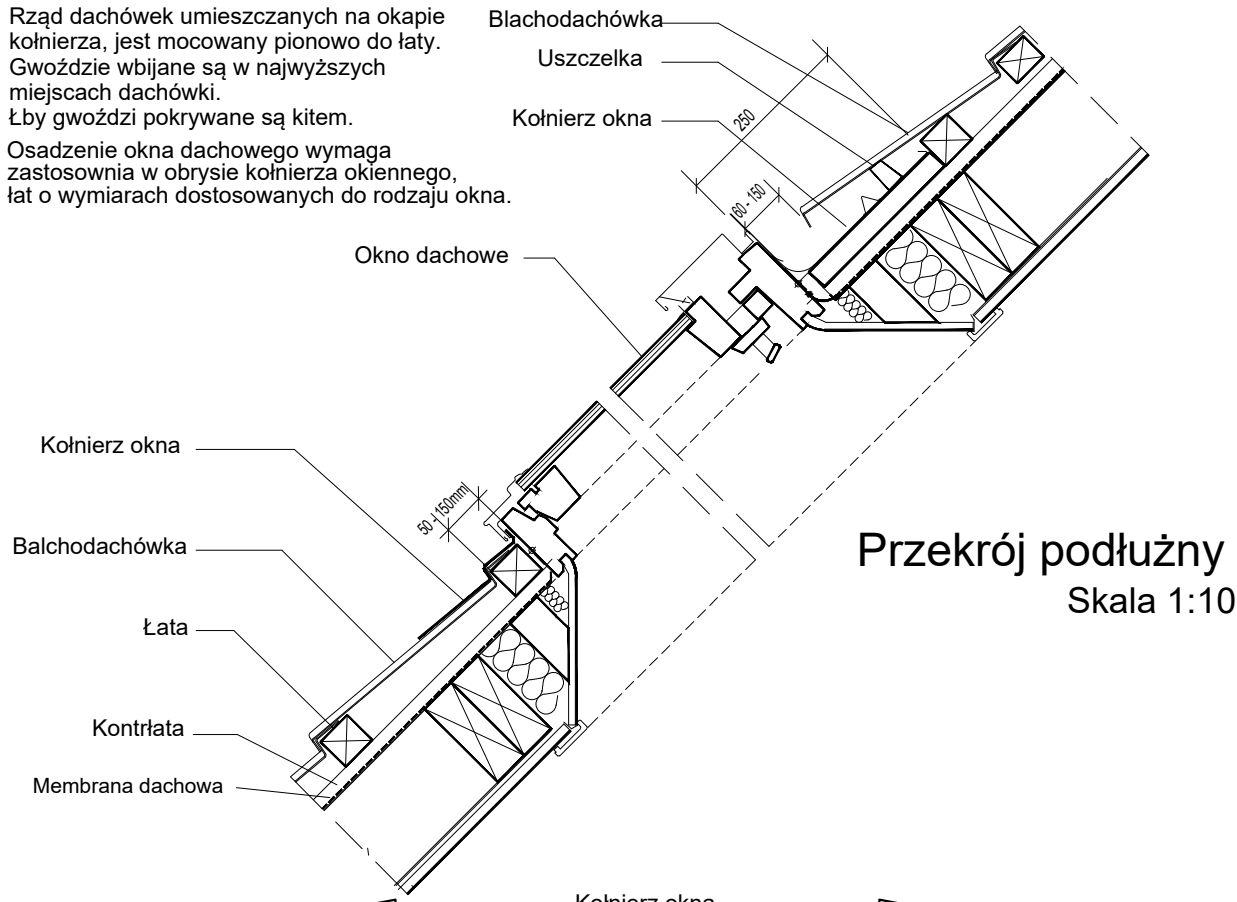 Rząd dachówek umieszczanych na okapie
kołnierza, jest mocowany pionowo do łaty.
Gwoździe wbijane są w najwyższych
miejscach dachówki.
Łby gwoździ pokrywane są kitem.
Osadzenie okna dachowego wymaga
zastosownia w obrysie kołnierza okiennego,
łat o wymiarach dostosowanych do rodzaju okna.
Blachodachówka
Uszczelka
Kołnierz okna
250
60 - 150
Okno dachowe
Kołnierz okna
50 - 150mm
Balchodachówka
Łata
Kontrłata
Membrana dachowa
Przekrój podłużny
Skala 1:10
Kołnierz okna